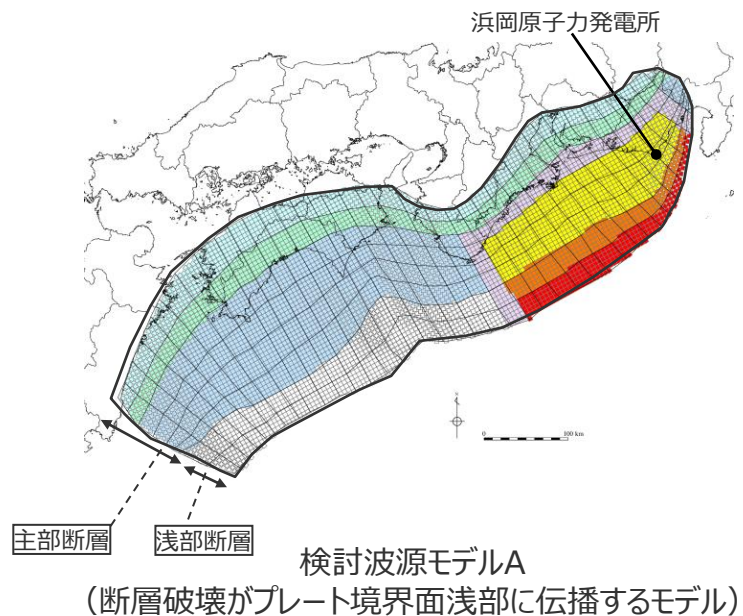 浜岡原子力発電所
0 100 km
主部断層
浅部断層
検討波源モデルA
（断層破壊がプレート境界面浅部に伝播するモデル）